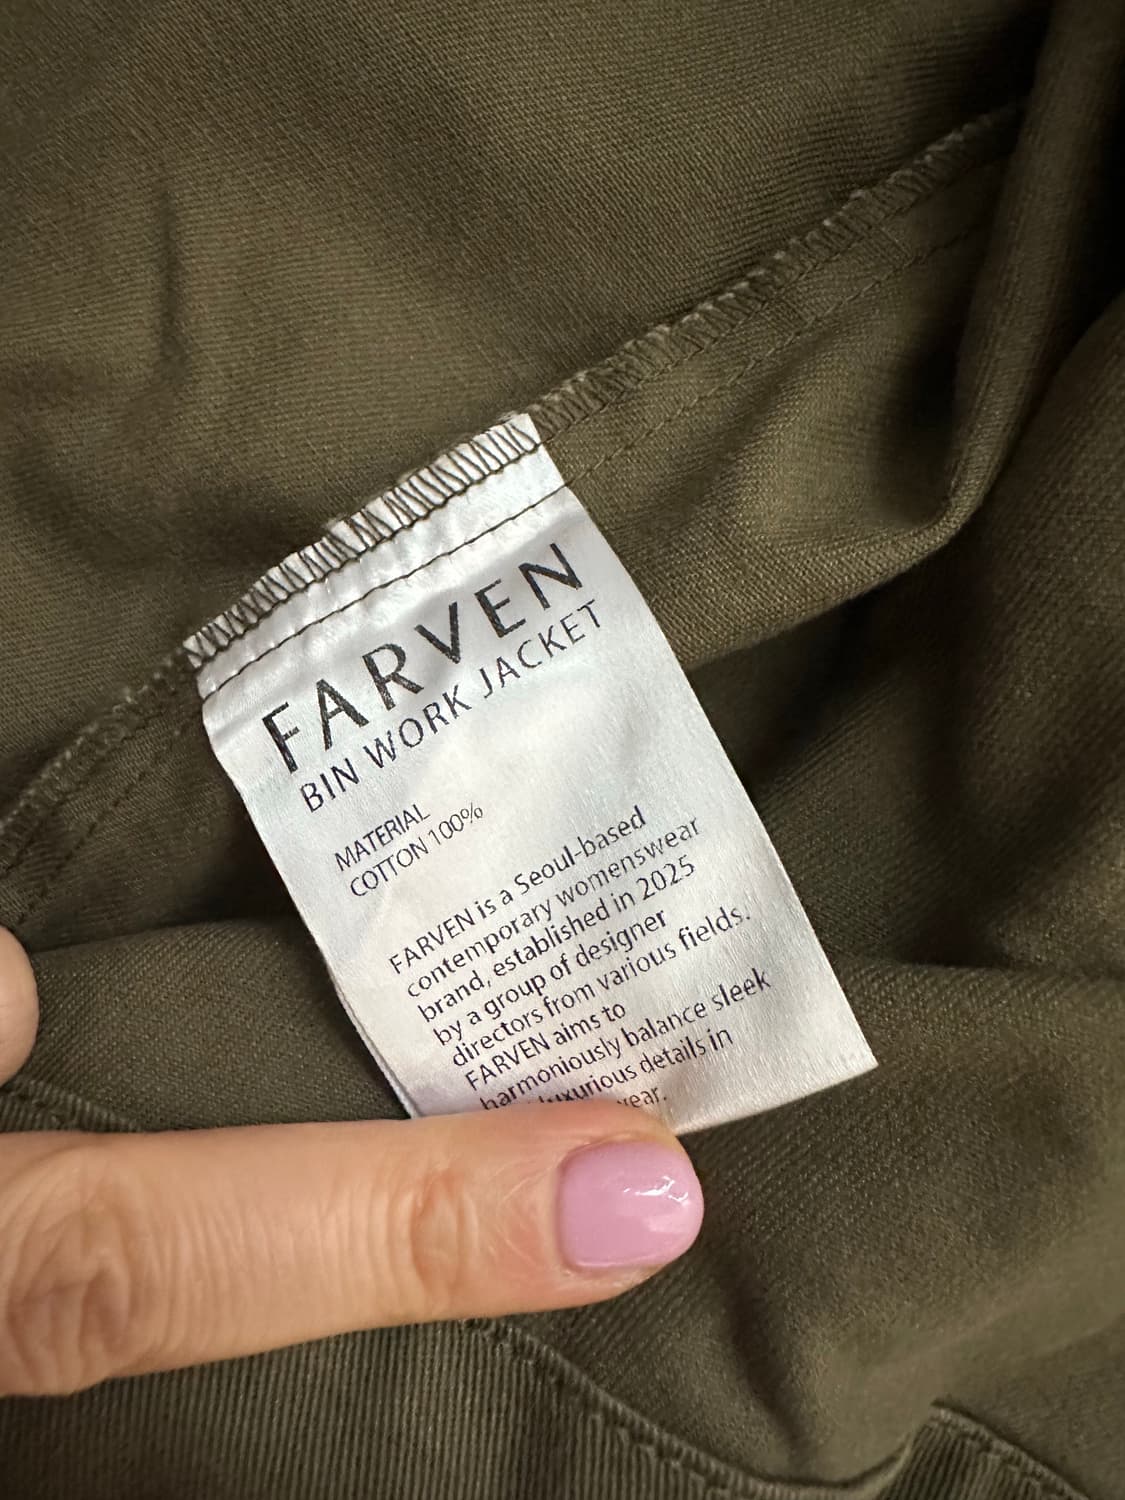 FARVEN
BIN WORK JACKET
MATERIAL
COTTON 100%
FARVEN is a Seoul-based
contemporary womenswear
brand, established in 2025
by a group of designer
directors from various fields.
FARVEN aims to
harmoniously balance sleek
luxurious details in